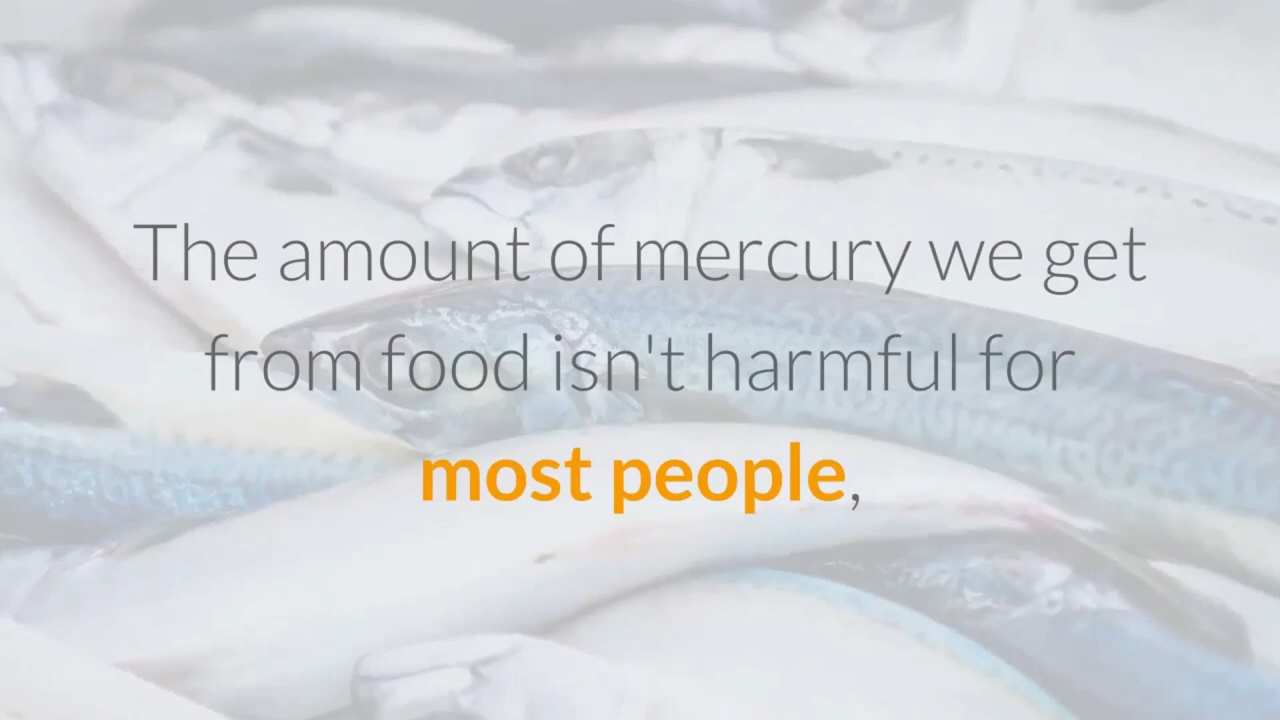 The amount of mercury we get
from food isn't harmful for
most people,